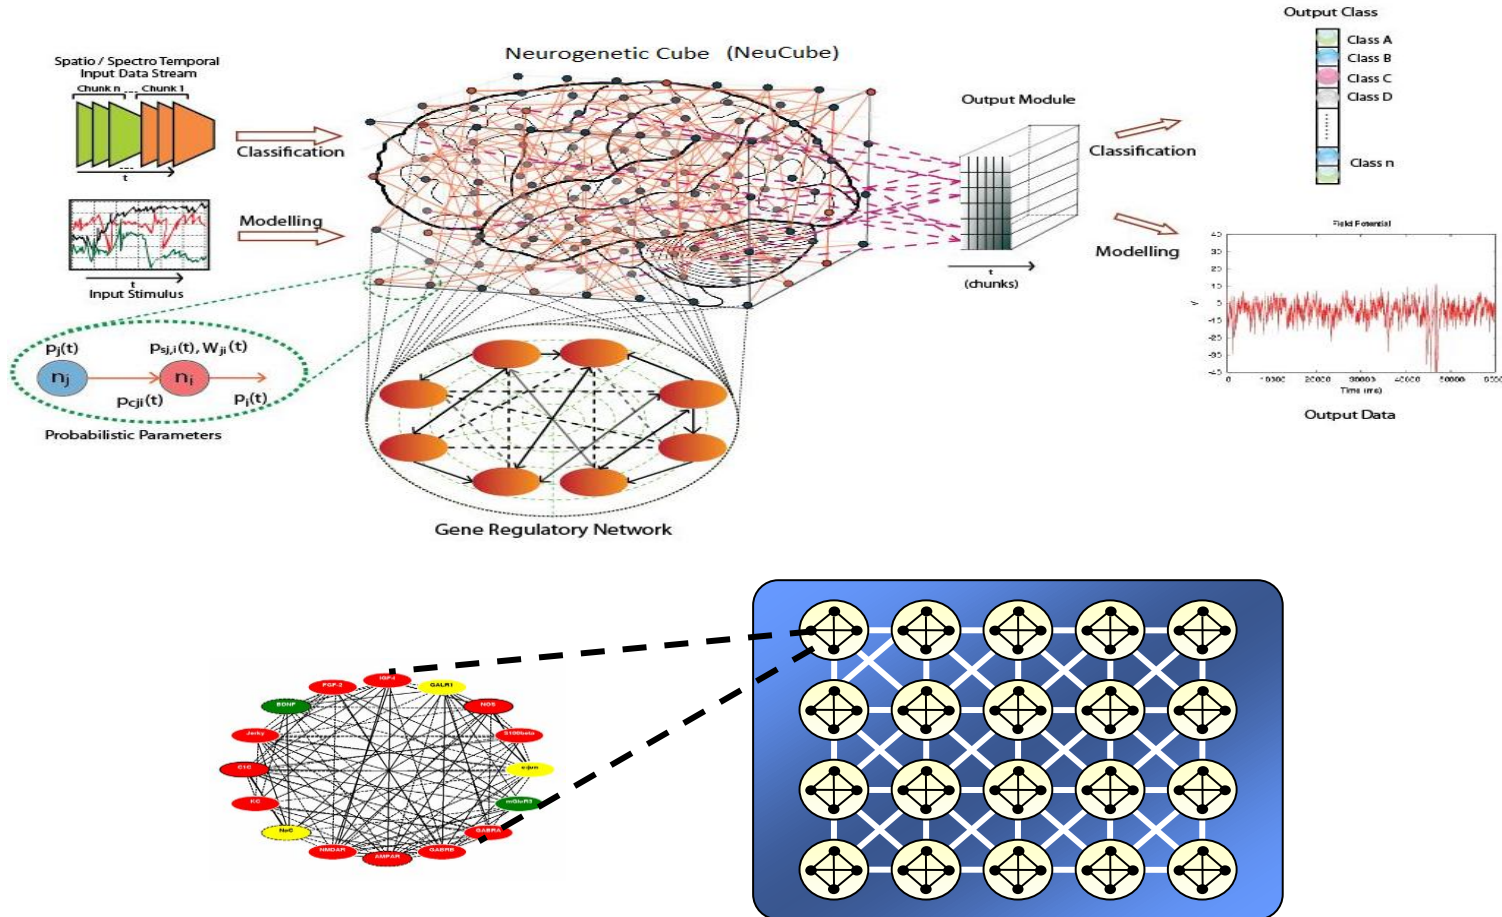 Neurogenetic Cube (NeuCube)
Spatio / Spectro Temporal
Input Data Stream
Chunk n
Chunk 1
t
Classification
Modelling
t
Input Stimulus
pj(t)
psj,i(t), Wji(t)
nj
ni
pcji(t)
pi(t)
Probabilistic Parameters
Gene Regulatory Network
Output Module
t
(chunks)
Classification
Modelling
Output Class
Class A
Class B
Class C
Class D
Class n
Field Potential
Time (ms)
Output Data
IGF-I
FGF-2
GALR1
BDNF
NOS
Jerky
S100beta
c-jun
KC
mGluR3
NaC
GABRA
NMDAR
GABRB
AMPAR